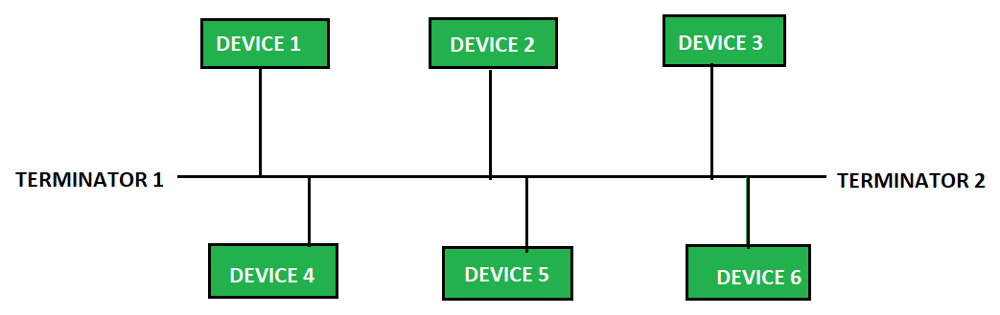 DEVICE 1
DEVICE 2
DEVICE 3
TERMINATOR 1
TERMINATOR 2
DEVICE 4
DEVICE 5
DEVICE 6